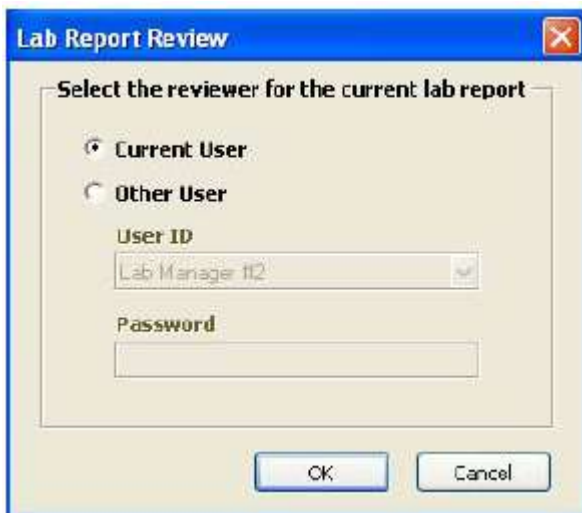 Lab Report Review
Select the reviewer for the current lab report
Current User
Other User
User ID
Lab Manager #2
Password
OK
Cancel